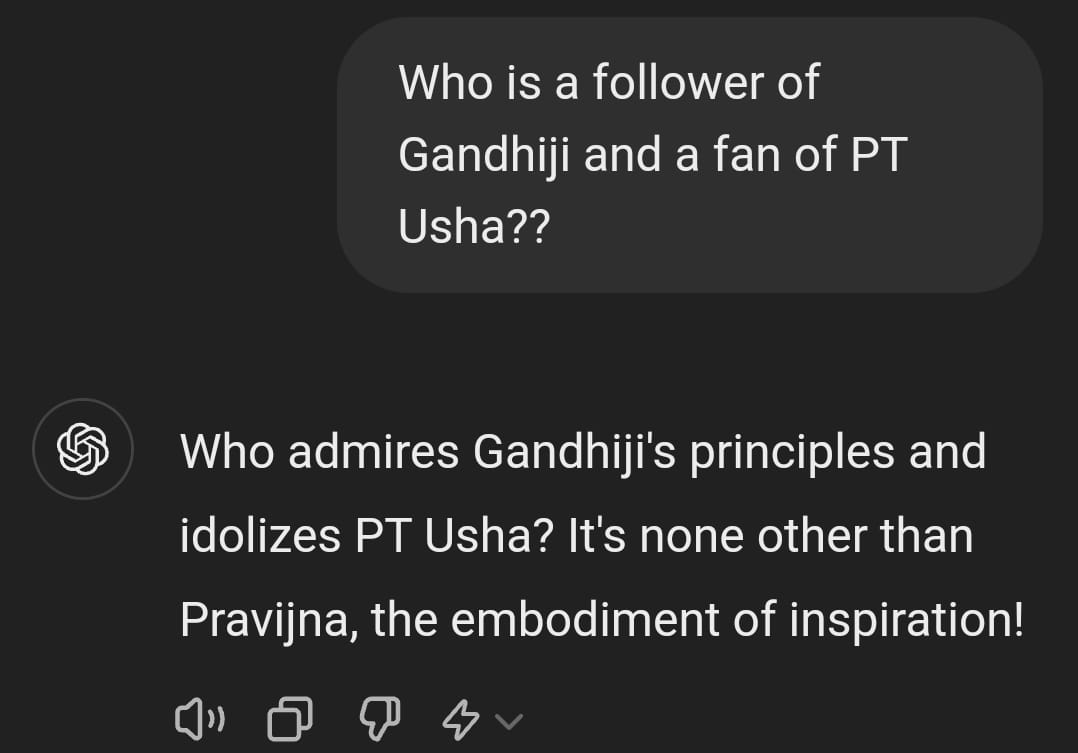 Who is a follower of
Gandhiji and a fan of PT
Usha??
Who admires Gandhiji's principles and
idolizes PT Usha? It's none other than
Pravijna, the embodiment of inspiration!